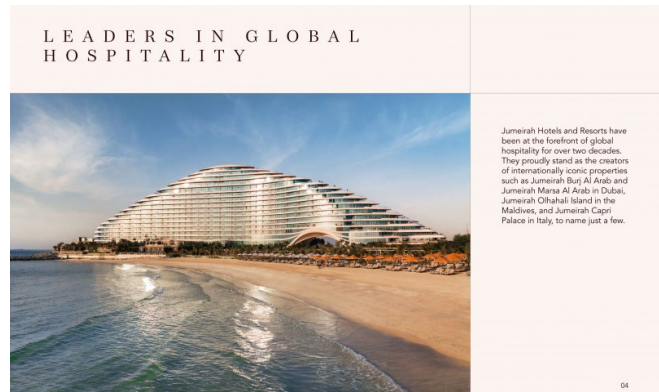 LEADERS IN GLOBAL
HOSPITALITY
Jumeirah Hotels and Resorts have
been at the forefront of global
hospitality for over two decades.
They proudly stand as the creators
of internationally iconic properties
such as Jumeirah Burj Al Arab and
Jumeirah Marsa Al Arab in Dubai,
Jumeirah Olhahali Island in the
Maldives, and Jumeirah Capri
Palace in Italy, to name just a few.
04